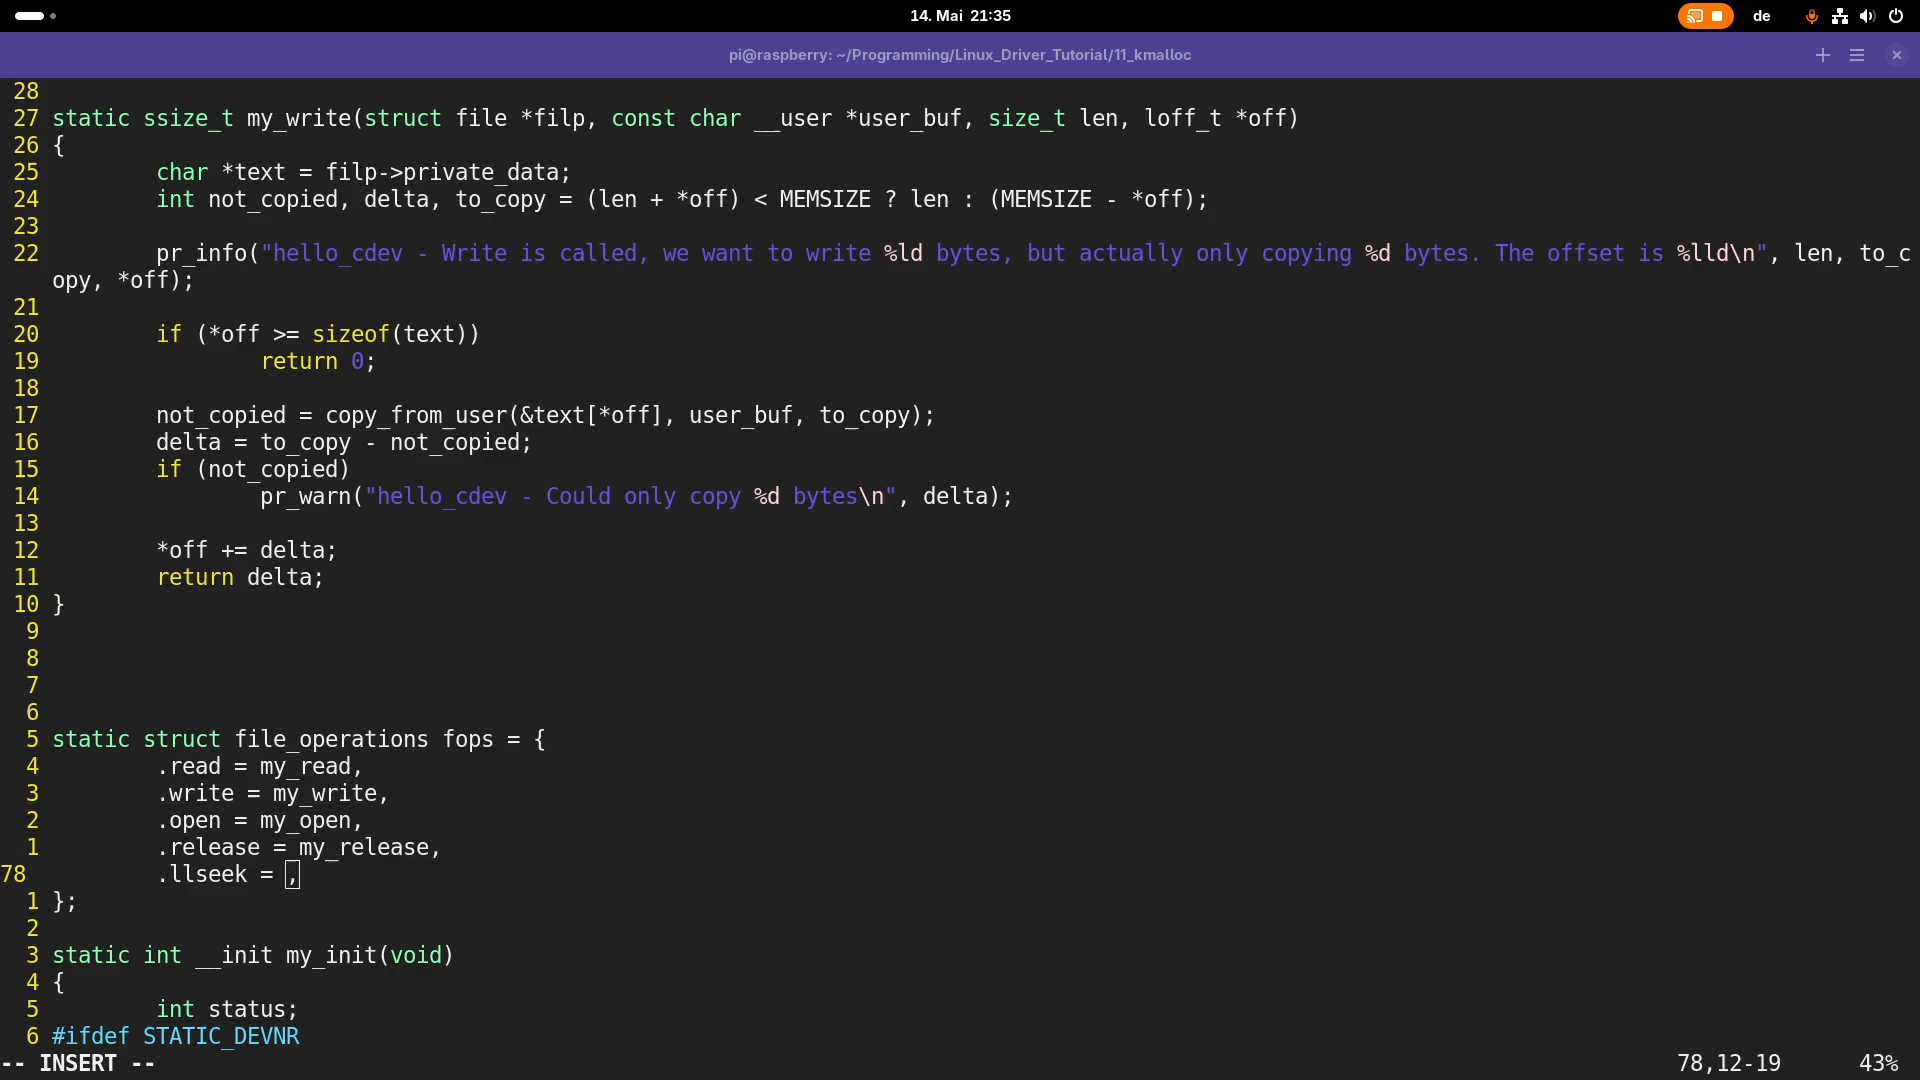 14. Mai 21:35
de
pi@raspberry: ~/Programming/Linux_Driver_Tutorial/11_kmalloc
28
27 static ssize_t my_write(struct file *filp, const char __user *user_buf, size_t len, loff_t *off)
26 {
25         char *text = filp->private_data;
24         int not_copied, delta, to_copy = (len + *off) < MEMSIZE ? len : (MEMSIZE - *off);
23
22         pr_info("hello_cdev - Write is called, we want to write %ld bytes, but actually only copying %d bytes. The offset is %lld\n", len, to_c
opy, *off);
21
20         if (*off >= sizeof(text))
19                 return 0;
18
17         not_copied = copy_from_user(&text[*off], user_buf, to_copy);
16         delta = to_copy - not_copied;
15         if (not_copied)
14                 pr_warn("hello_cdev - Could only copy %d bytes\n", delta);
13
12         *off += delta;
11         return delta;
10 }
9
8
7
6
5 static struct file_operations fops = {
4         .read = my_read,
3         .write = my_write,
2         .open = my_open,
1         .release = my_release,
78         .llseek = ,
1 };
2
3 static int __init my_init(void)
4 {
5         int status;
6 #ifdef STATIC_DEVNR
-- INSERT -- 78,12-19 43%